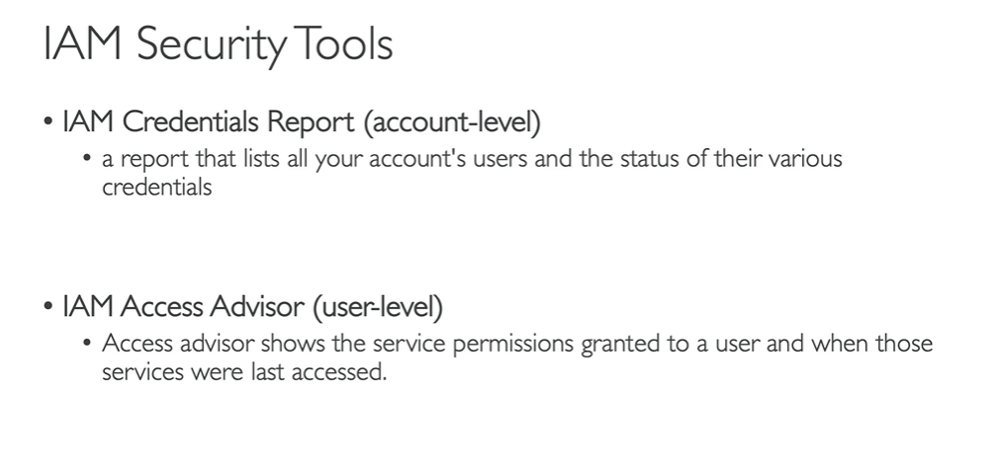 IAM Security Tools
• IAM Credentials Report (account-level)
• a report that lists all your account's users and the status of their various
credentials
• IAM Access Advisor (user-level)
• Access advisor shows the service permissions granted to a user and when those
services were last accessed.